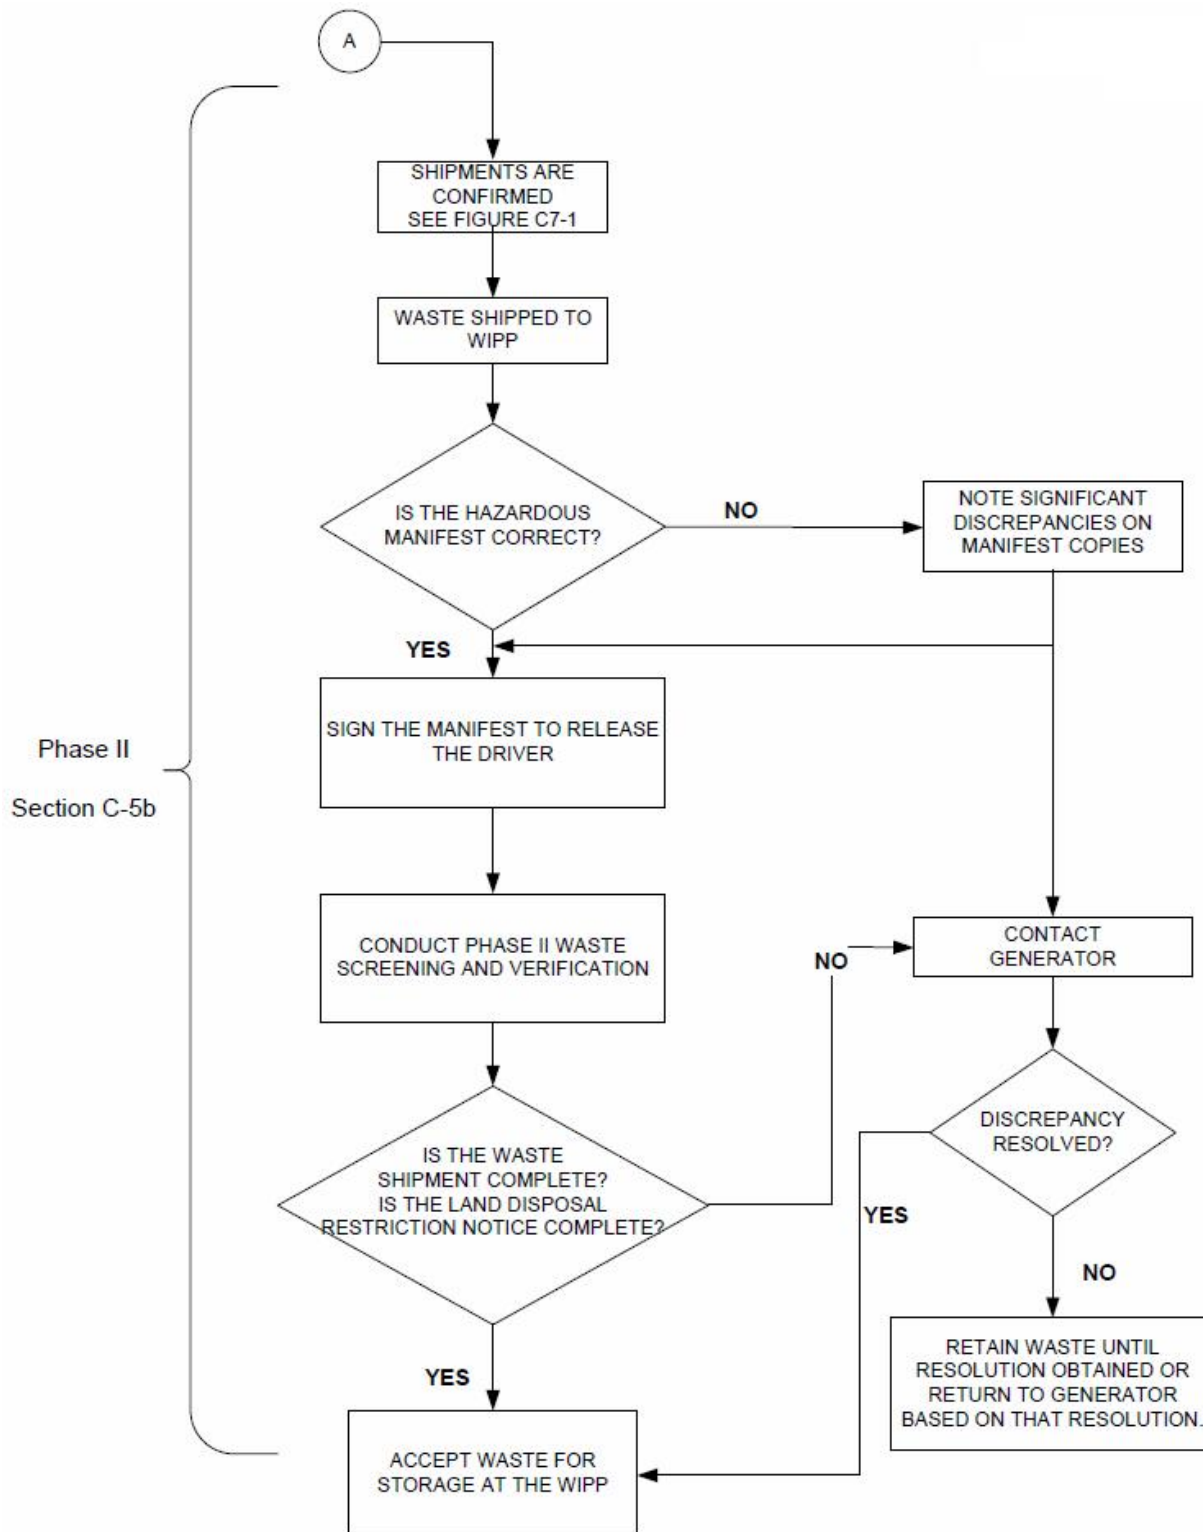 A
SHIPMENTS ARE
CONFIRMED
SEE FIGURE C7-1
WASTE SHIPPED TO
WIPP
IS THE HAZARDOUS
MANIFEST CORRECT?
NO
NOTE SIGNIFICANT
DISCREPANCIES ON
MANIFEST COPIES
YES
SIGN THE MANIFEST TO RELEASE
THE DRIVER
Phase II
Section C-5b
CONDUCT PHASE II WASTE
SCREENING AND VERIFICATION
NO
CONTACT
GENERATOR
IS THE WASTE
SHIPMENT COMPLETE?
IS THE LAND DISPOSAL
RESTRICTION NOTICE COMPLETE?
DISCREPANCY
RESOLVED?
YES
NO
RETAIN WASTE UNTIL
RESOLUTION OBTAINED OR
RETURN TO GENERATOR
BASED ON THAT RESOLUTION.
YES
ACCEPT WASTE FOR
STORAGE AT THE WIPP